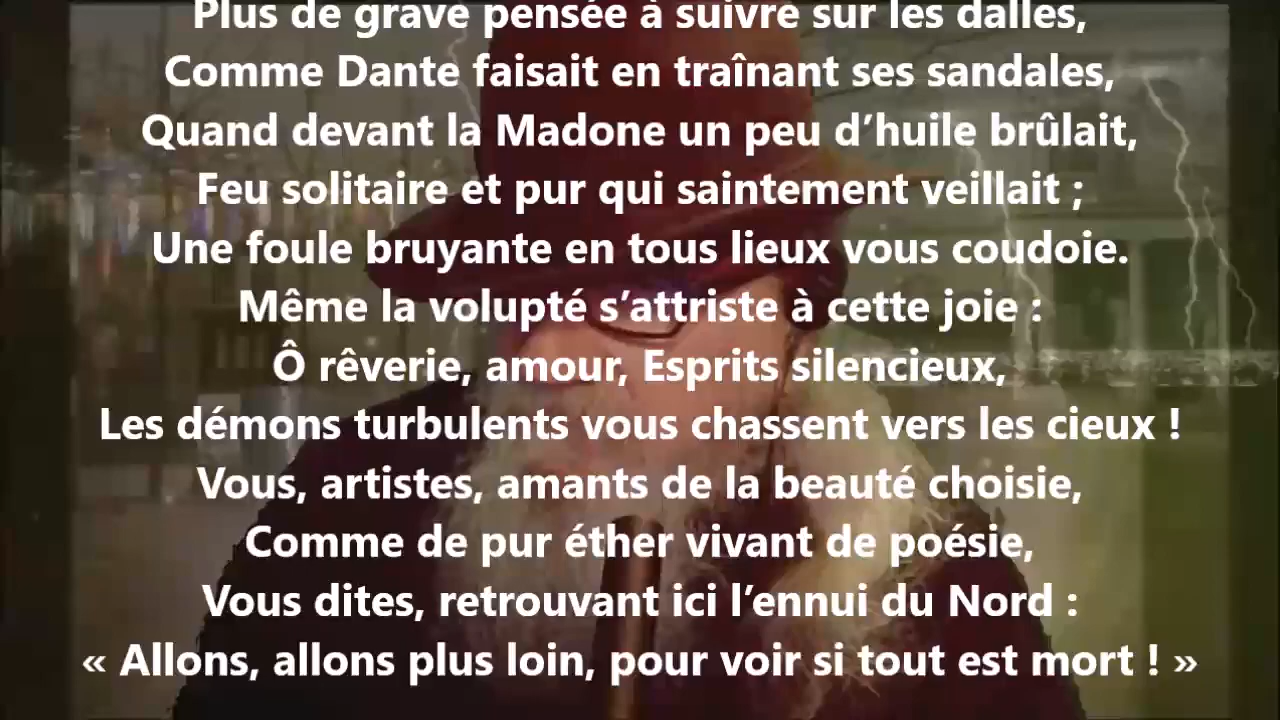 Plus de grave pensée à suivre sur les dalles,
Comme Dante faisait en traînant ses sandales,
Quand devant la Madone un peu d’huile brûlait,
Feu solitaire et pur qui saintement veillait ;
Une foule bruyante en tous lieux vous coudoie.
Même la volupté s’attriste à cette joie :
Ô rêverie, amour, Esprits silencieux,
Les démons turbulents vous chassent vers les cieux !
Vous, artistes, amants de la beauté choisie,
Comme de pur éther vivant de poésie,
Vous dites, retrouvant ici l’ennui du Nord :
« Allons, allons plus loin, pour voir si tout est mort ! »